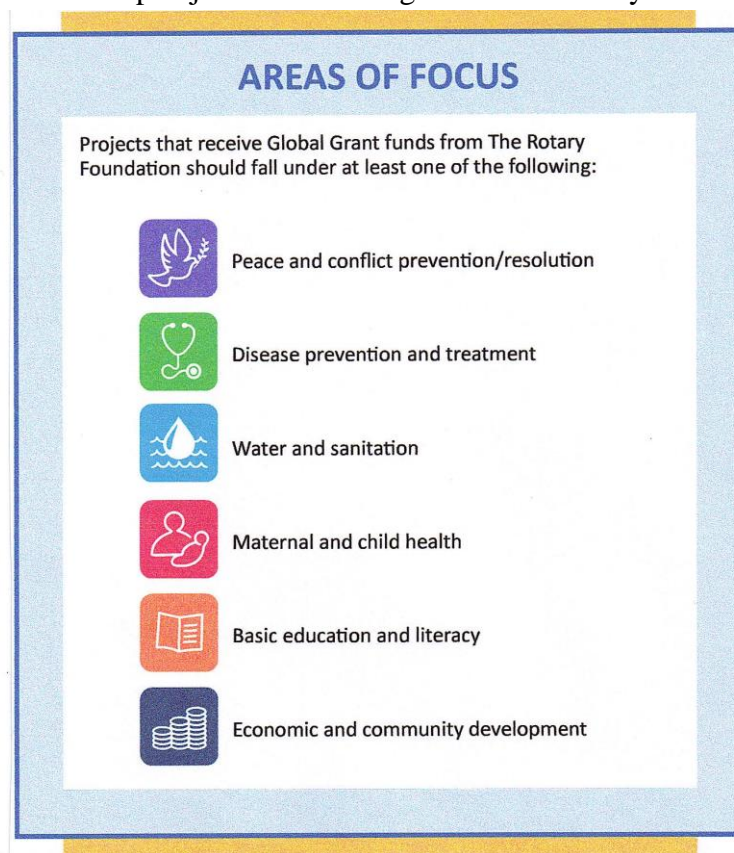 AREAS OF FOCUS
Projects that receive Global Grant funds from The Rotary
Foundation should fall under at least one of the following:
Peace and conflict prevention/resolution
Disease prevention and treatment
Water and sanitation
Maternal and child health
Basic education and literacy
Economic and community development